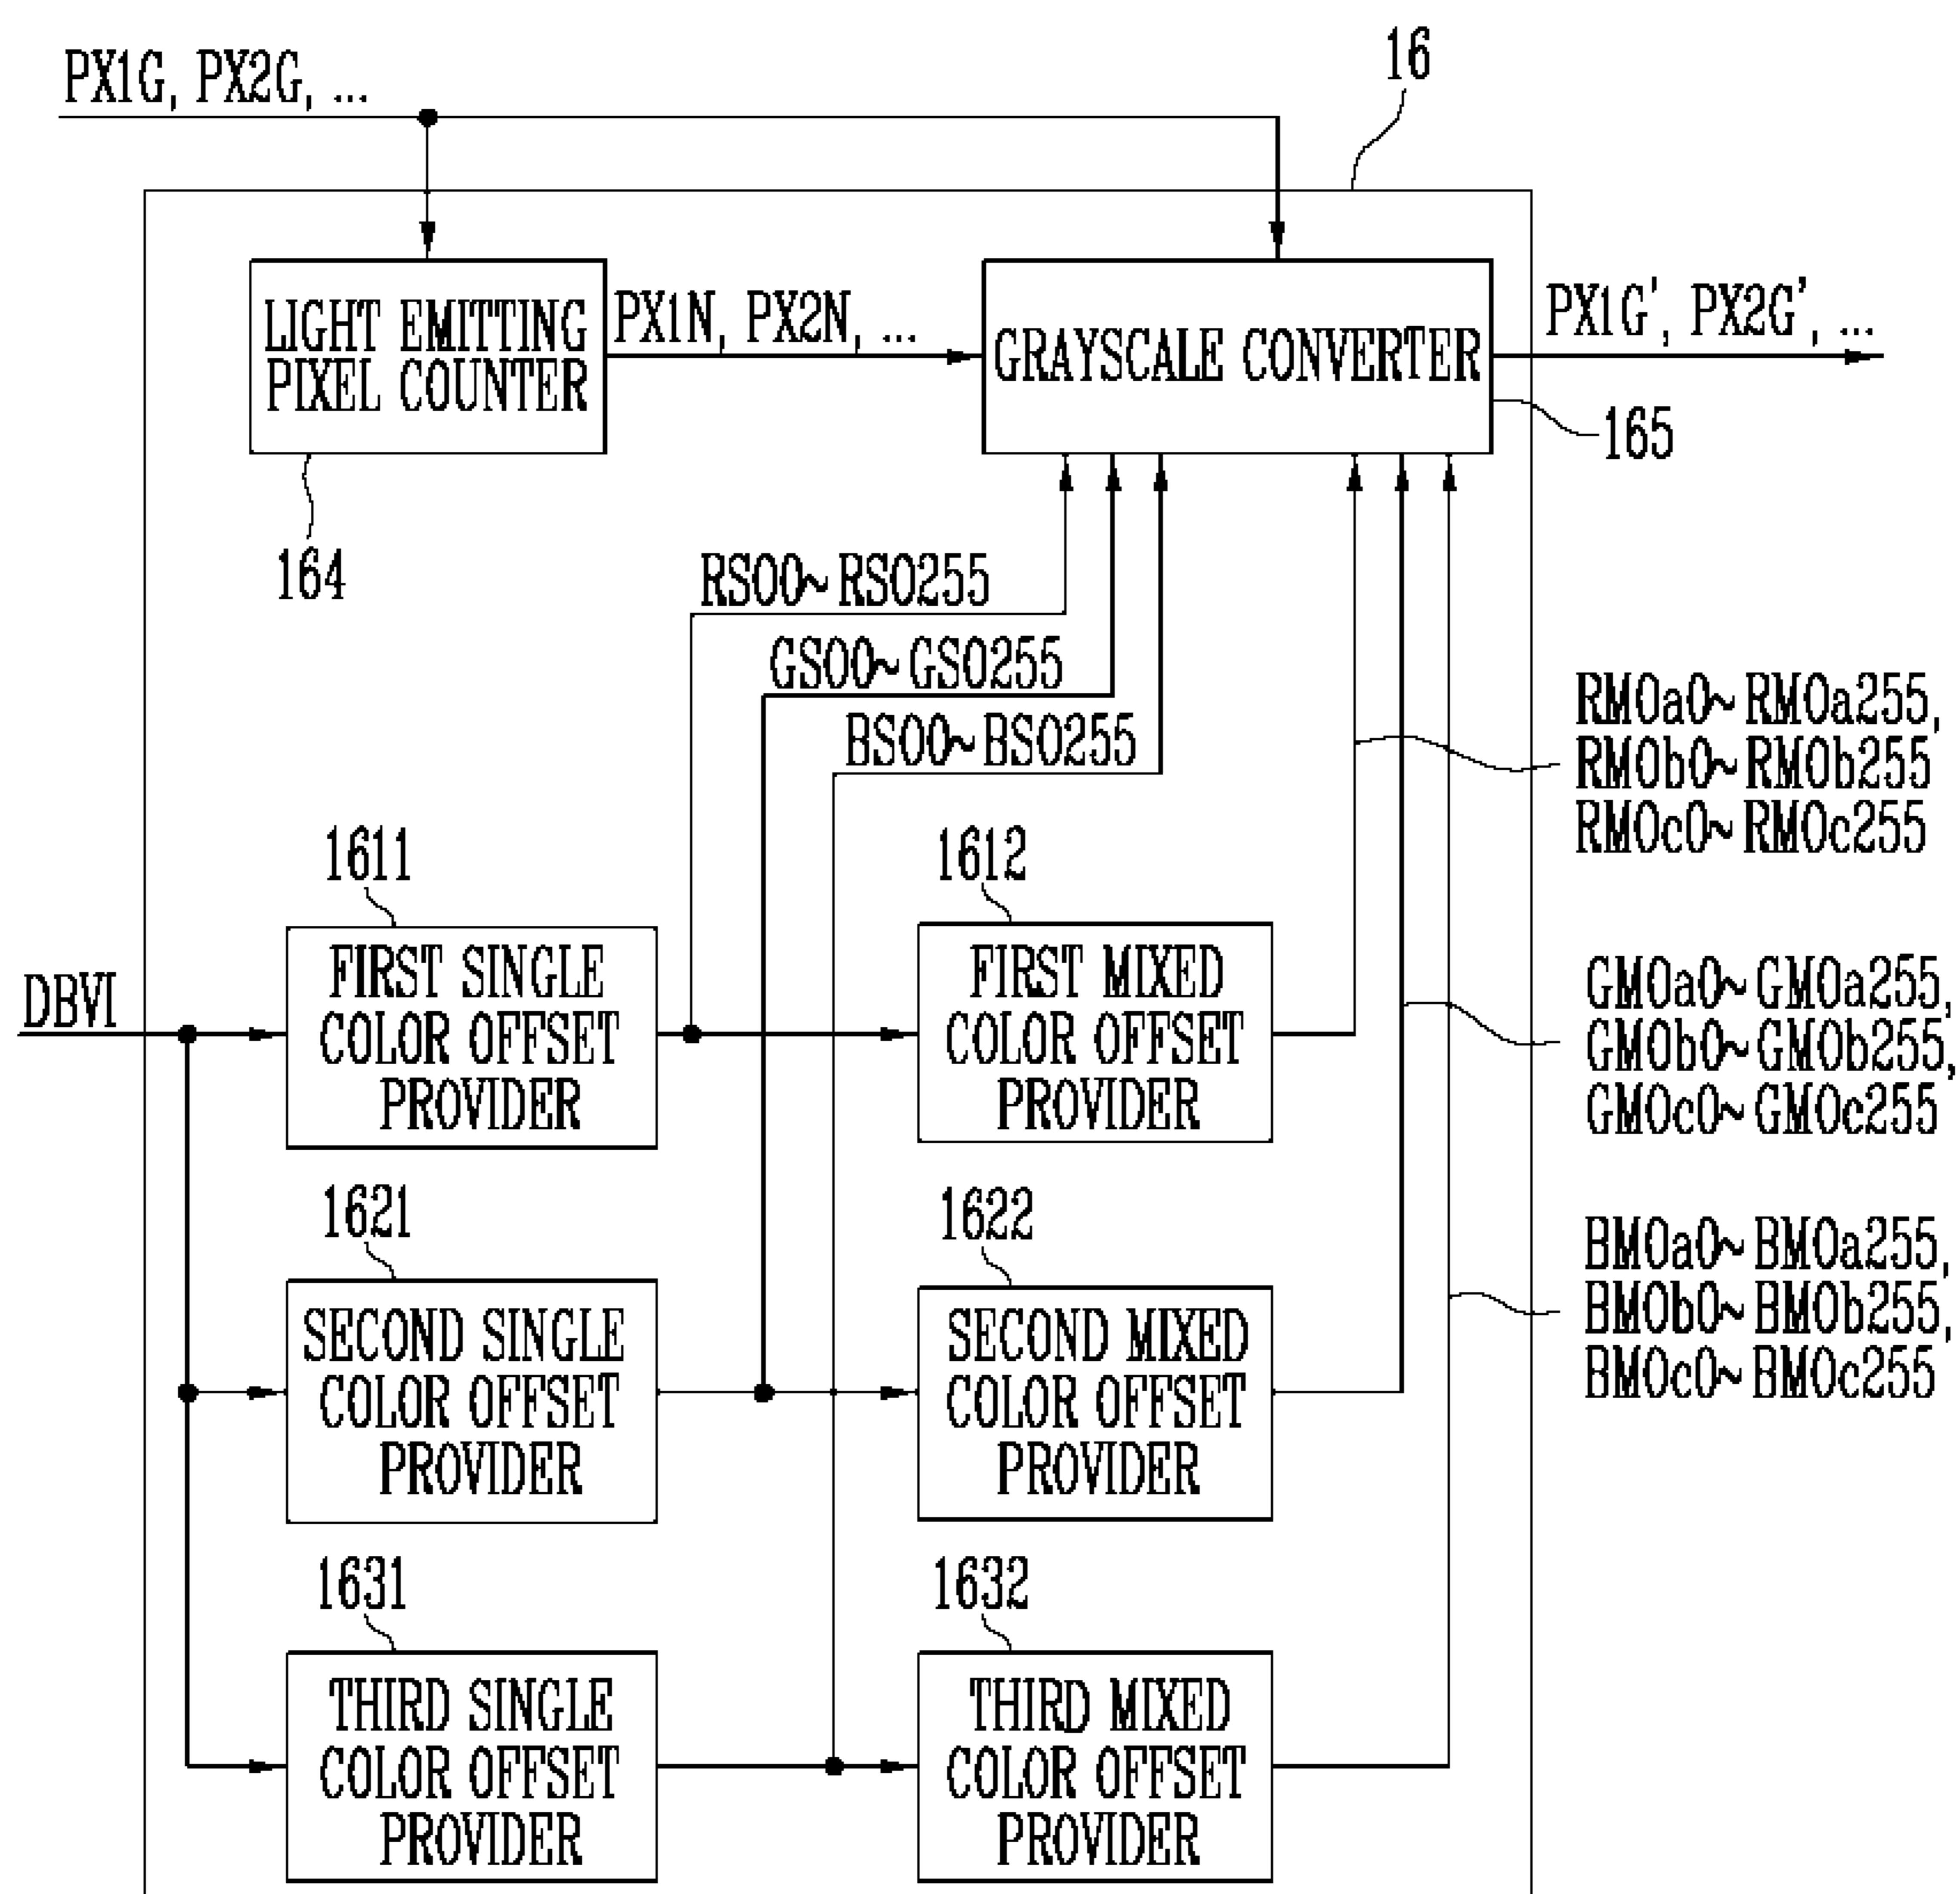 16
PX1G, PX2G, ...
LIGHT EMITTING
PIXEL COUNTER
PX1N, PX2N, ...
GRAYSCALE CONVERTER
PX1G', PX2G', ...
165
164
RSO0~RSO255
GSO0~GSO255
BSO0~BSO255
RMOa0~RMOa255,
RMOb0~RMOb255
RMOc0~RMOc255
1611
1612
DBVI
FIRST SINGLE
COLOR OFFSET
PROVIDER
FIRST MIXED
COLOR OFFSET
PROVIDER
GMOa0~GMOa255,
GMOb0~GMOb255,
GMOc0~GMOc255
1621
1622
SECOND SINGLE
COLOR OFFSET
PROVIDER
SECOND MIXED
COLOR OFFSET
PROVIDER
BMOa0~BMOa255,
BMOb0~BMOb255,
BMOc0~BMOc255
1631
1632
THIRD SINGLE
COLOR OFFSET
PROVIDER
THIRD MIXED
COLOR OFFSET
PROVIDER